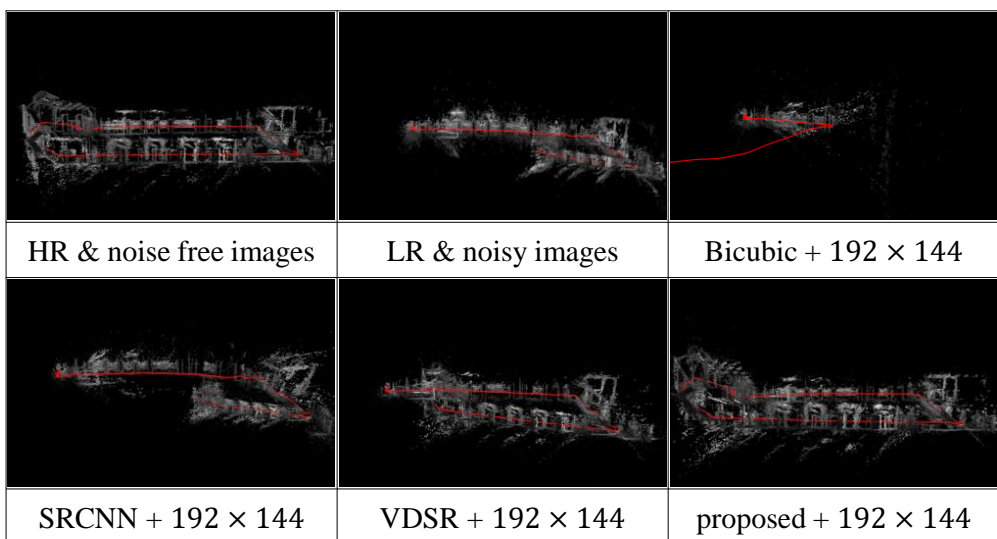 HR & noise free images
LR & noisy images
Bicubic + 192 × 144
SRCNN + 192 × 144
VDSR + 192 × 144
proposed + 192 × 144